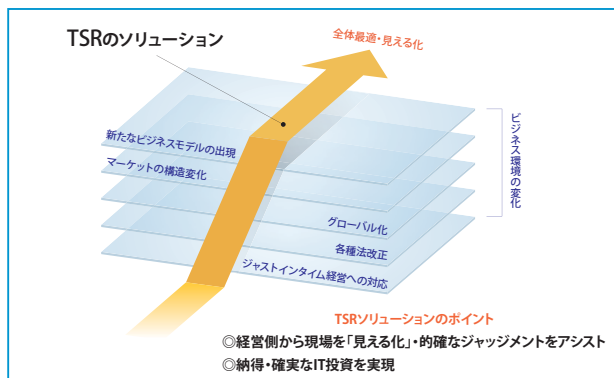 TSRのソリューション
全体最適・見える化
新たなビジネスモデルの出現
マーケットの構造変化
グローバル化
各種法改正
ジャストインタイム経営への対応
ビジネス環境の変化
TSRソリューションのポイント
◎経営側から現場を「見える化」・的確なジャッジメントをアシスト
◎納得・確実なIT投資を実現